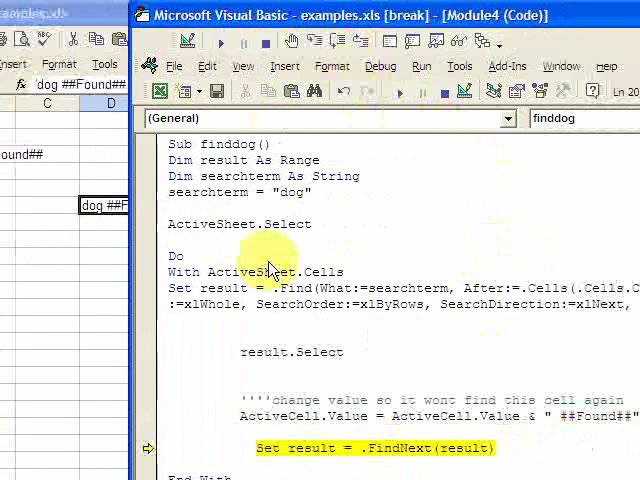 examples.xls
Microsoft Visual Basic - examples.xls [break] - [Module4 (Code)]
Insert Format Tools
File Edit View Insert Format Debug Run Tools Add-Ins Window Help
fx 'dog ##Found##
Ln 20
C D
(General) finddog
ound##
dog ##F
Sub finddog()
Dim result As Range
Dim searchterm As String
searchterm = "dog"
ActiveSheet.Select
Do
With ActiveSheet.Cells
Set result = .Find(What:=searchterm, After:=.Cells(.Cells.C
:=xlWhole, SearchOrder:=xlByRows, SearchDirection:=xlNext,
result.Select
''''change value so it wont find this cell again
ActiveCell.Value = ActiveCell.Value & " ##Found##"
Set result = .FindNext(result)
End With